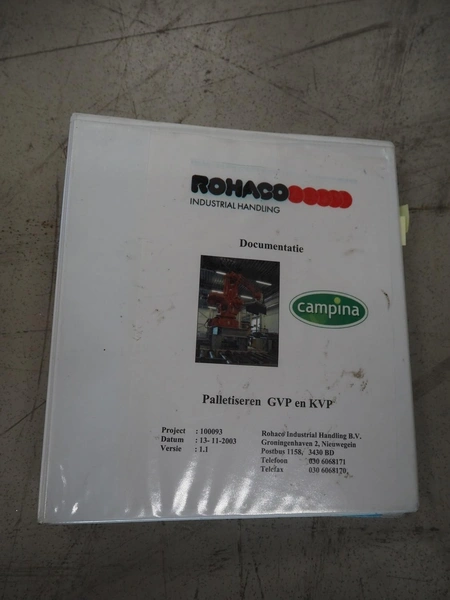 ROHACO
INDUSTRIAL HANDLING
Documentatie
campina
Palletiseren GVP en KVP
Project : 100093
Datum : 13- 11-2003
Versie : 1.1
Rohaco Industrial Handling B.V.
Groningenhaven 2, Nieuwegein
Postbus 1158, 3430 BD
Telefoon 030 6068171
Telefax 030 6068170